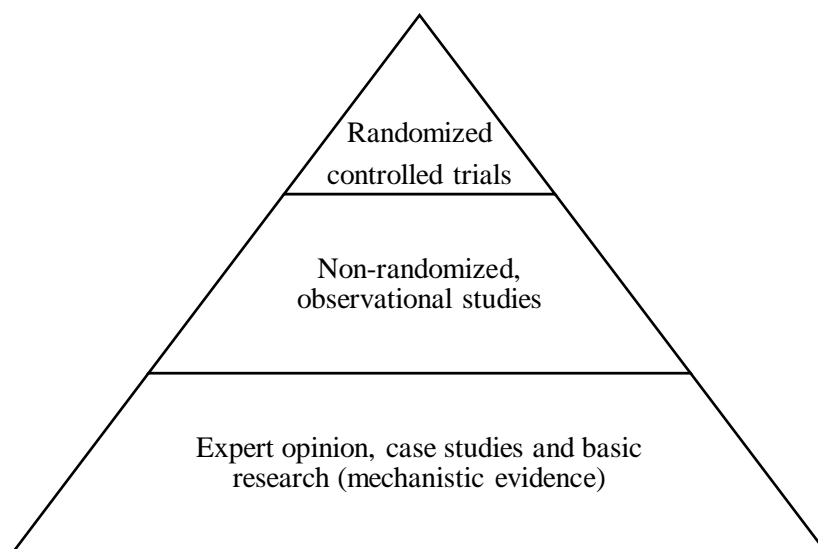 Randomized
controlled trials
Non-randomized,
observational studies
Expert opinion, case studies and basic
research (mechanistic evidence)